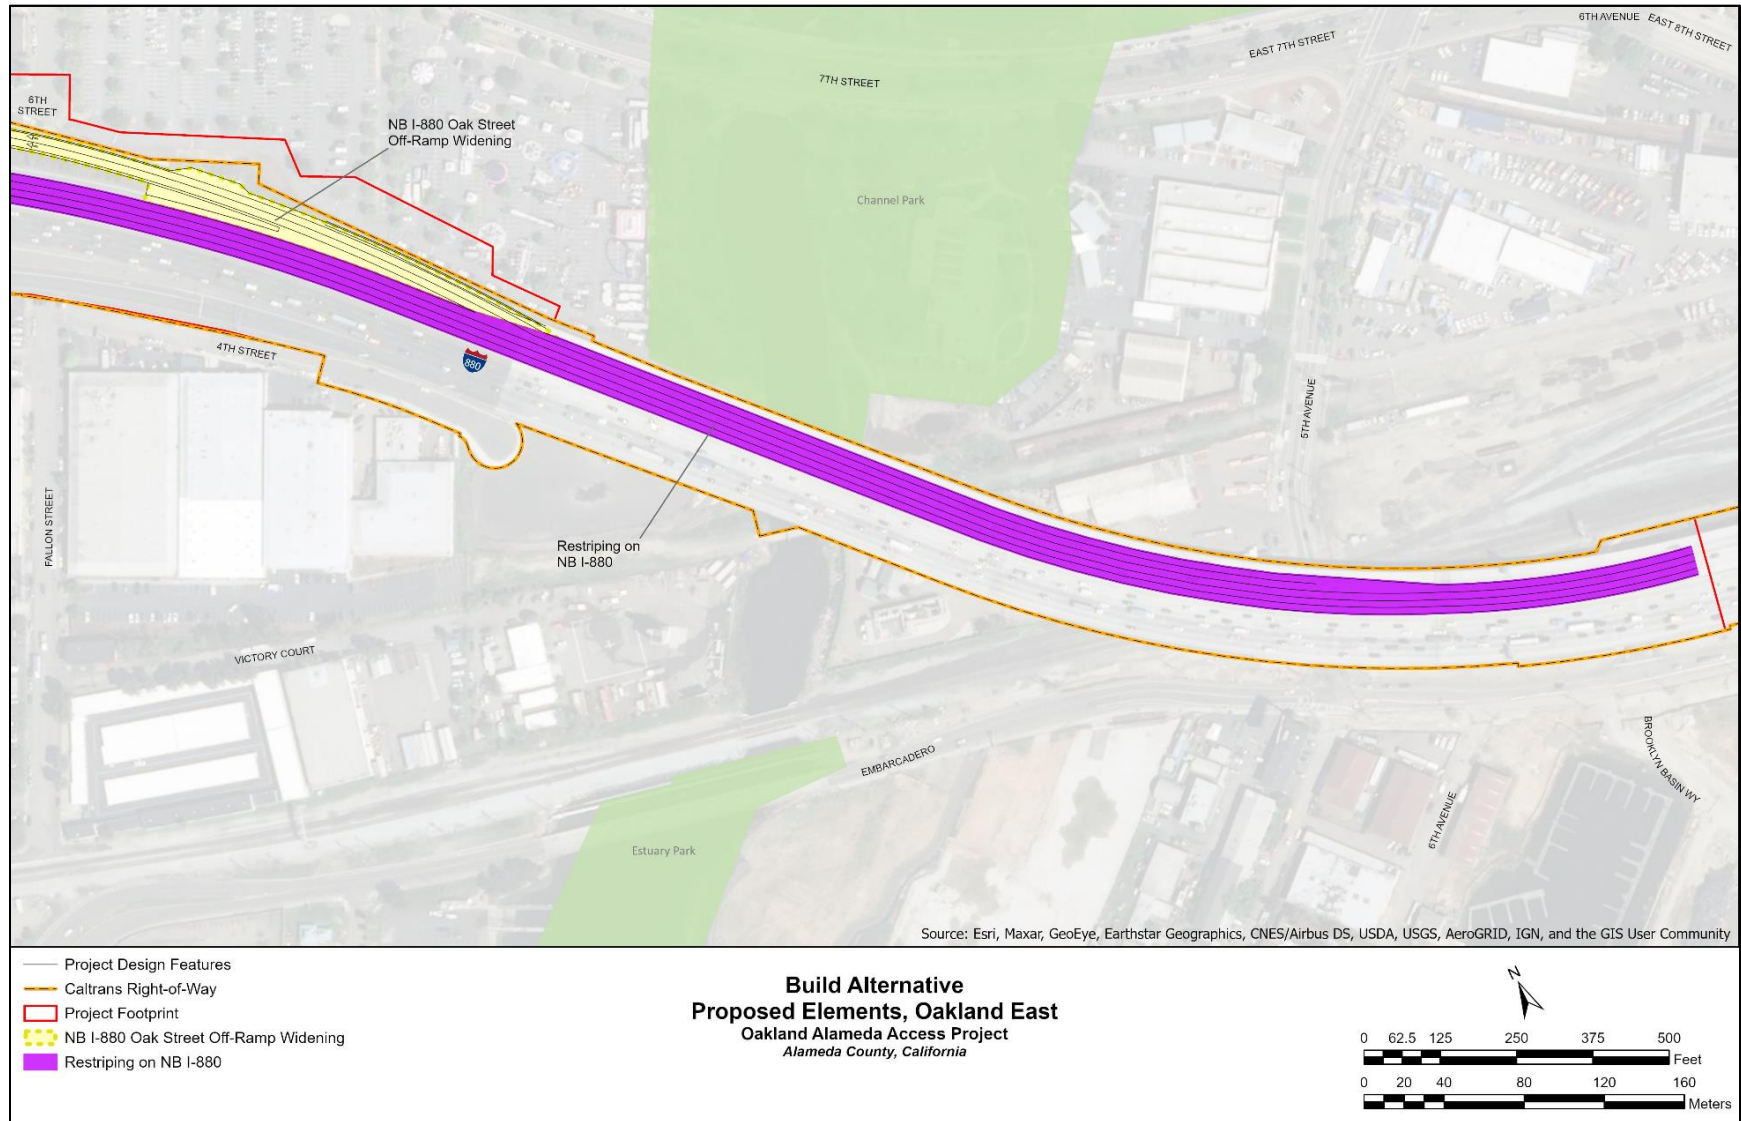 6TH AVENUE
EAST 8TH STREET
EAST 7TH STREET
7TH STREET
6TH
STREET
NB I-880 Oak Street
Off-Ramp Widening
Channel Park
4TH STREET
880
5TH AVENUE
FALLON STREET
Restriping on
NB I-880
VICTORY COURT
EMBARCADERO
BROOKLYN BASIN WY
6TH AVENUE
Estuary Park
Source: Esri, Maxar, GeoEye, Earthstar Geographics, CNES/Airbus DS, USDA, USGS, AeroGRID, IGN, and the GIS User Community
Project Design Features
Caltrans Right-of-Way
Project Footprint
NB I-880 Oak Street Off-Ramp Widening
Restriping on NB I-880
Build Alternative
Proposed Elements, Oakland East
Oakland Alameda Access Project
Alameda County, California
N
0 62.5 125 250 375 500
Feet
0 20 40 80 120 160
Meters